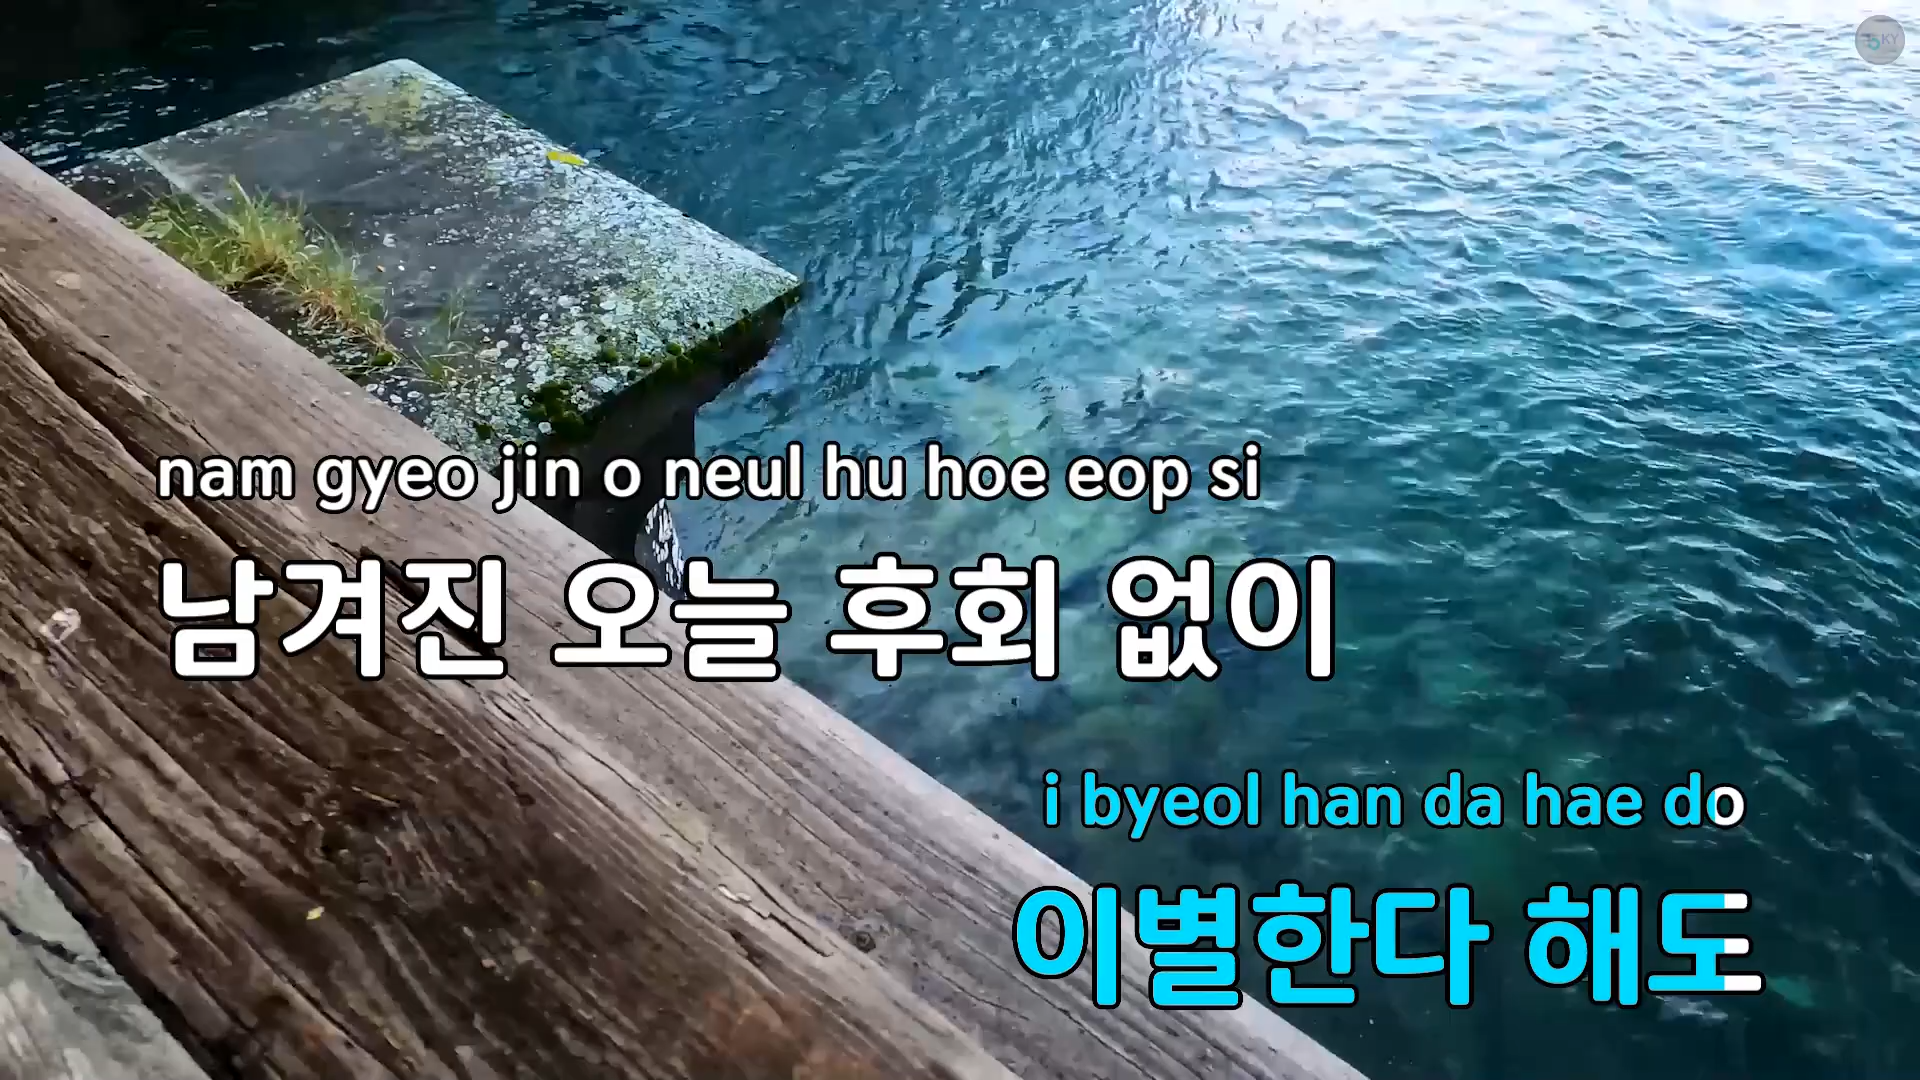 nam gyeo jin o neul hu hoe eop si
남겨진 오늘 후회 없이
i byeol han da hae do
이별한다 해도